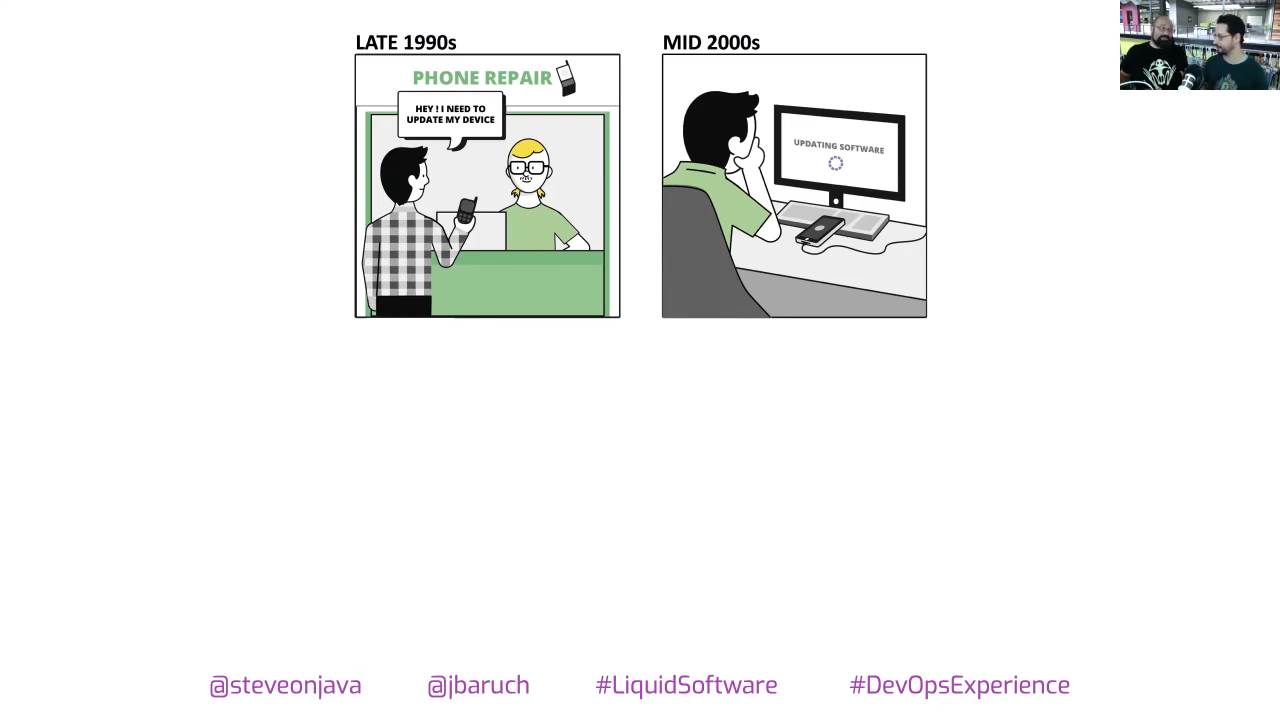 LATE 1990s
PHONE REPAIR
HEY ! I NEED TO
UPDATE MY DEVICE
MID 2000s
UPDATING SOFTWARE
@steveonjava @jbaruch #LiquidSoftware #DevOpsExperience